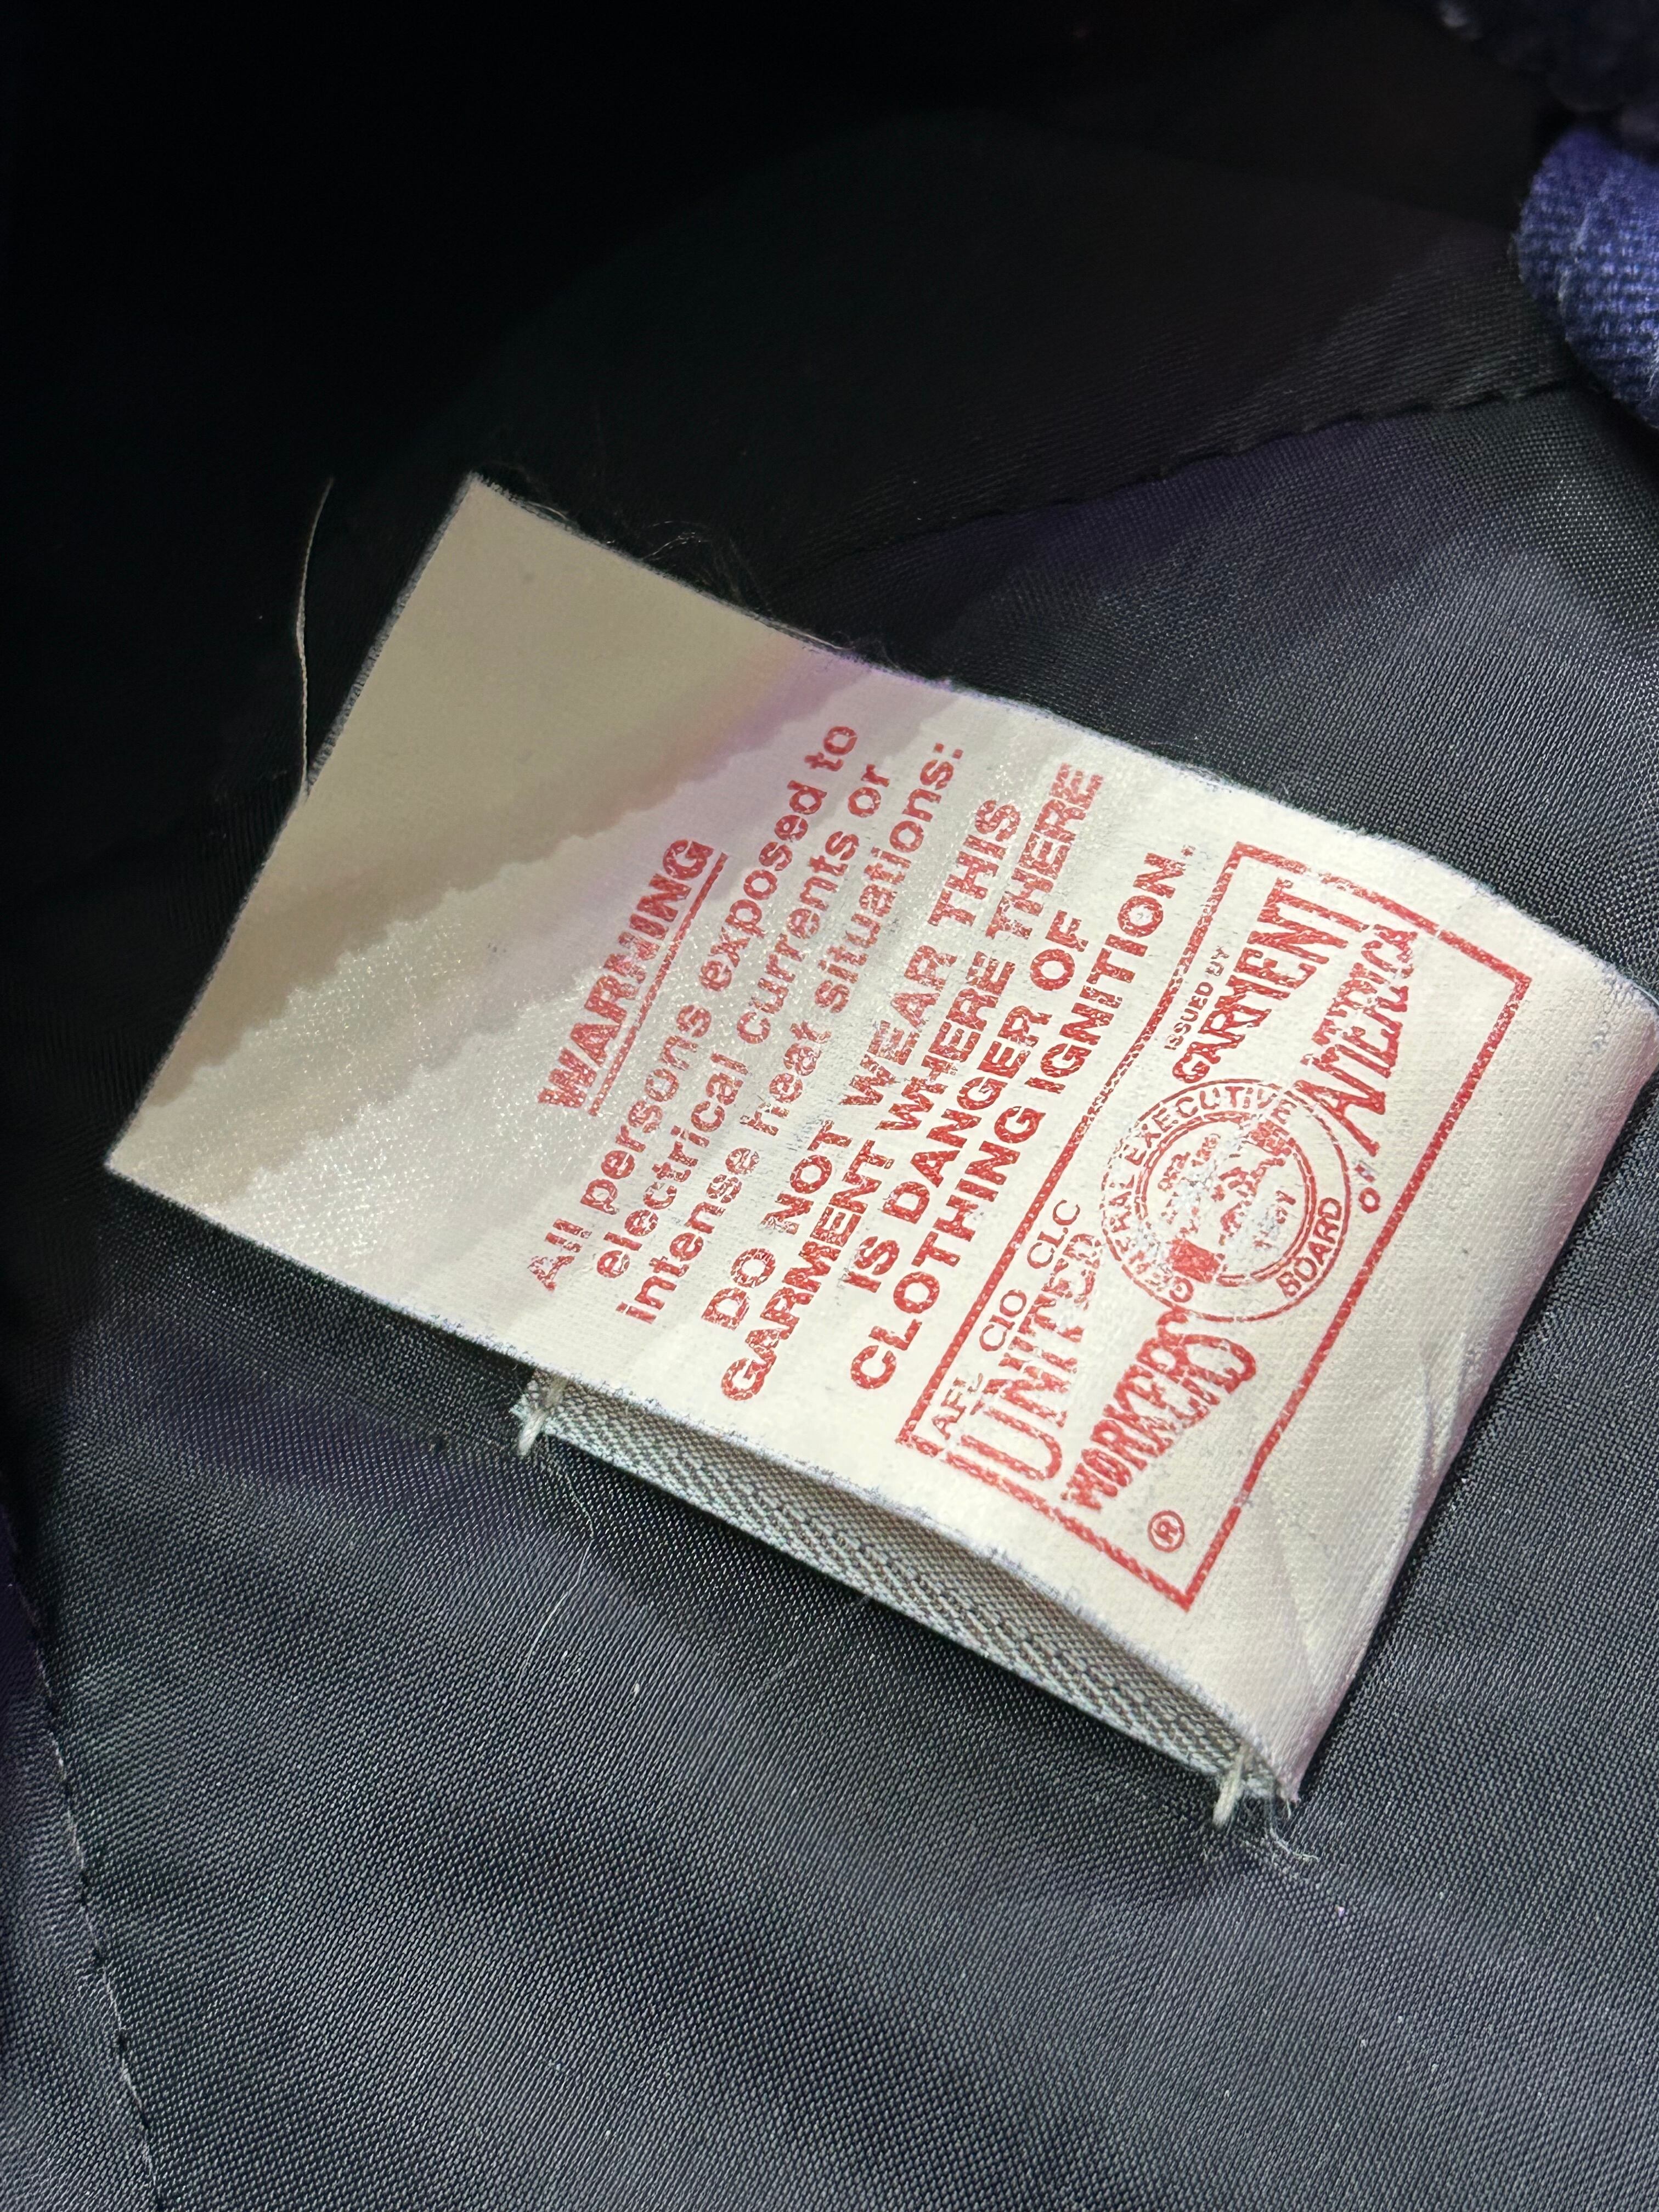 WARNING
All persons exposed to
electrical currents or
intense heat situations:
DO NOT WEAR THIS
GARMENT WHERE THERE
IS DANGER OF
CLOTHING IGNITION.
AFL CIO CLC
ISSUED BY
UNITED GARMENT
WORKERS OF AMERICA
GENERAL EXECUTIVE
BOARD
1891
®